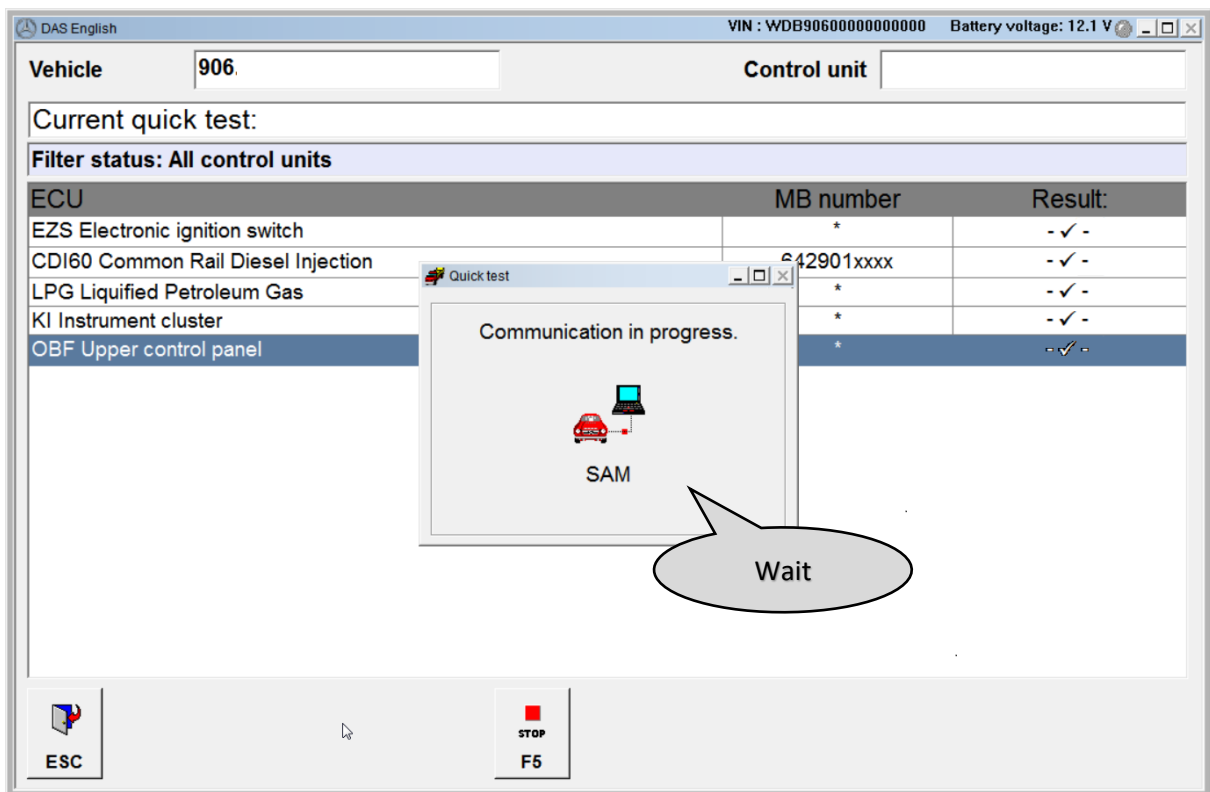 DAS English VIN : WDB90600000000000 Battery voltage: 12.1 V
Vehicle 906. Control unit
Current quick test:
Filter status: All control units
ECU MB number Result:
EZS Electronic ignition switch * - ✓ -
CDI60 Common Rail Diesel Injection 642901xxxx - ✓ -
LPG Liquified Petroleum Gas * - ✓ -
KI Instrument cluster * - ✓ -
OBF Upper control panel * - ✓ -
Quick test
Communication in progress.
SAM
Wait
STOP
ESC F5